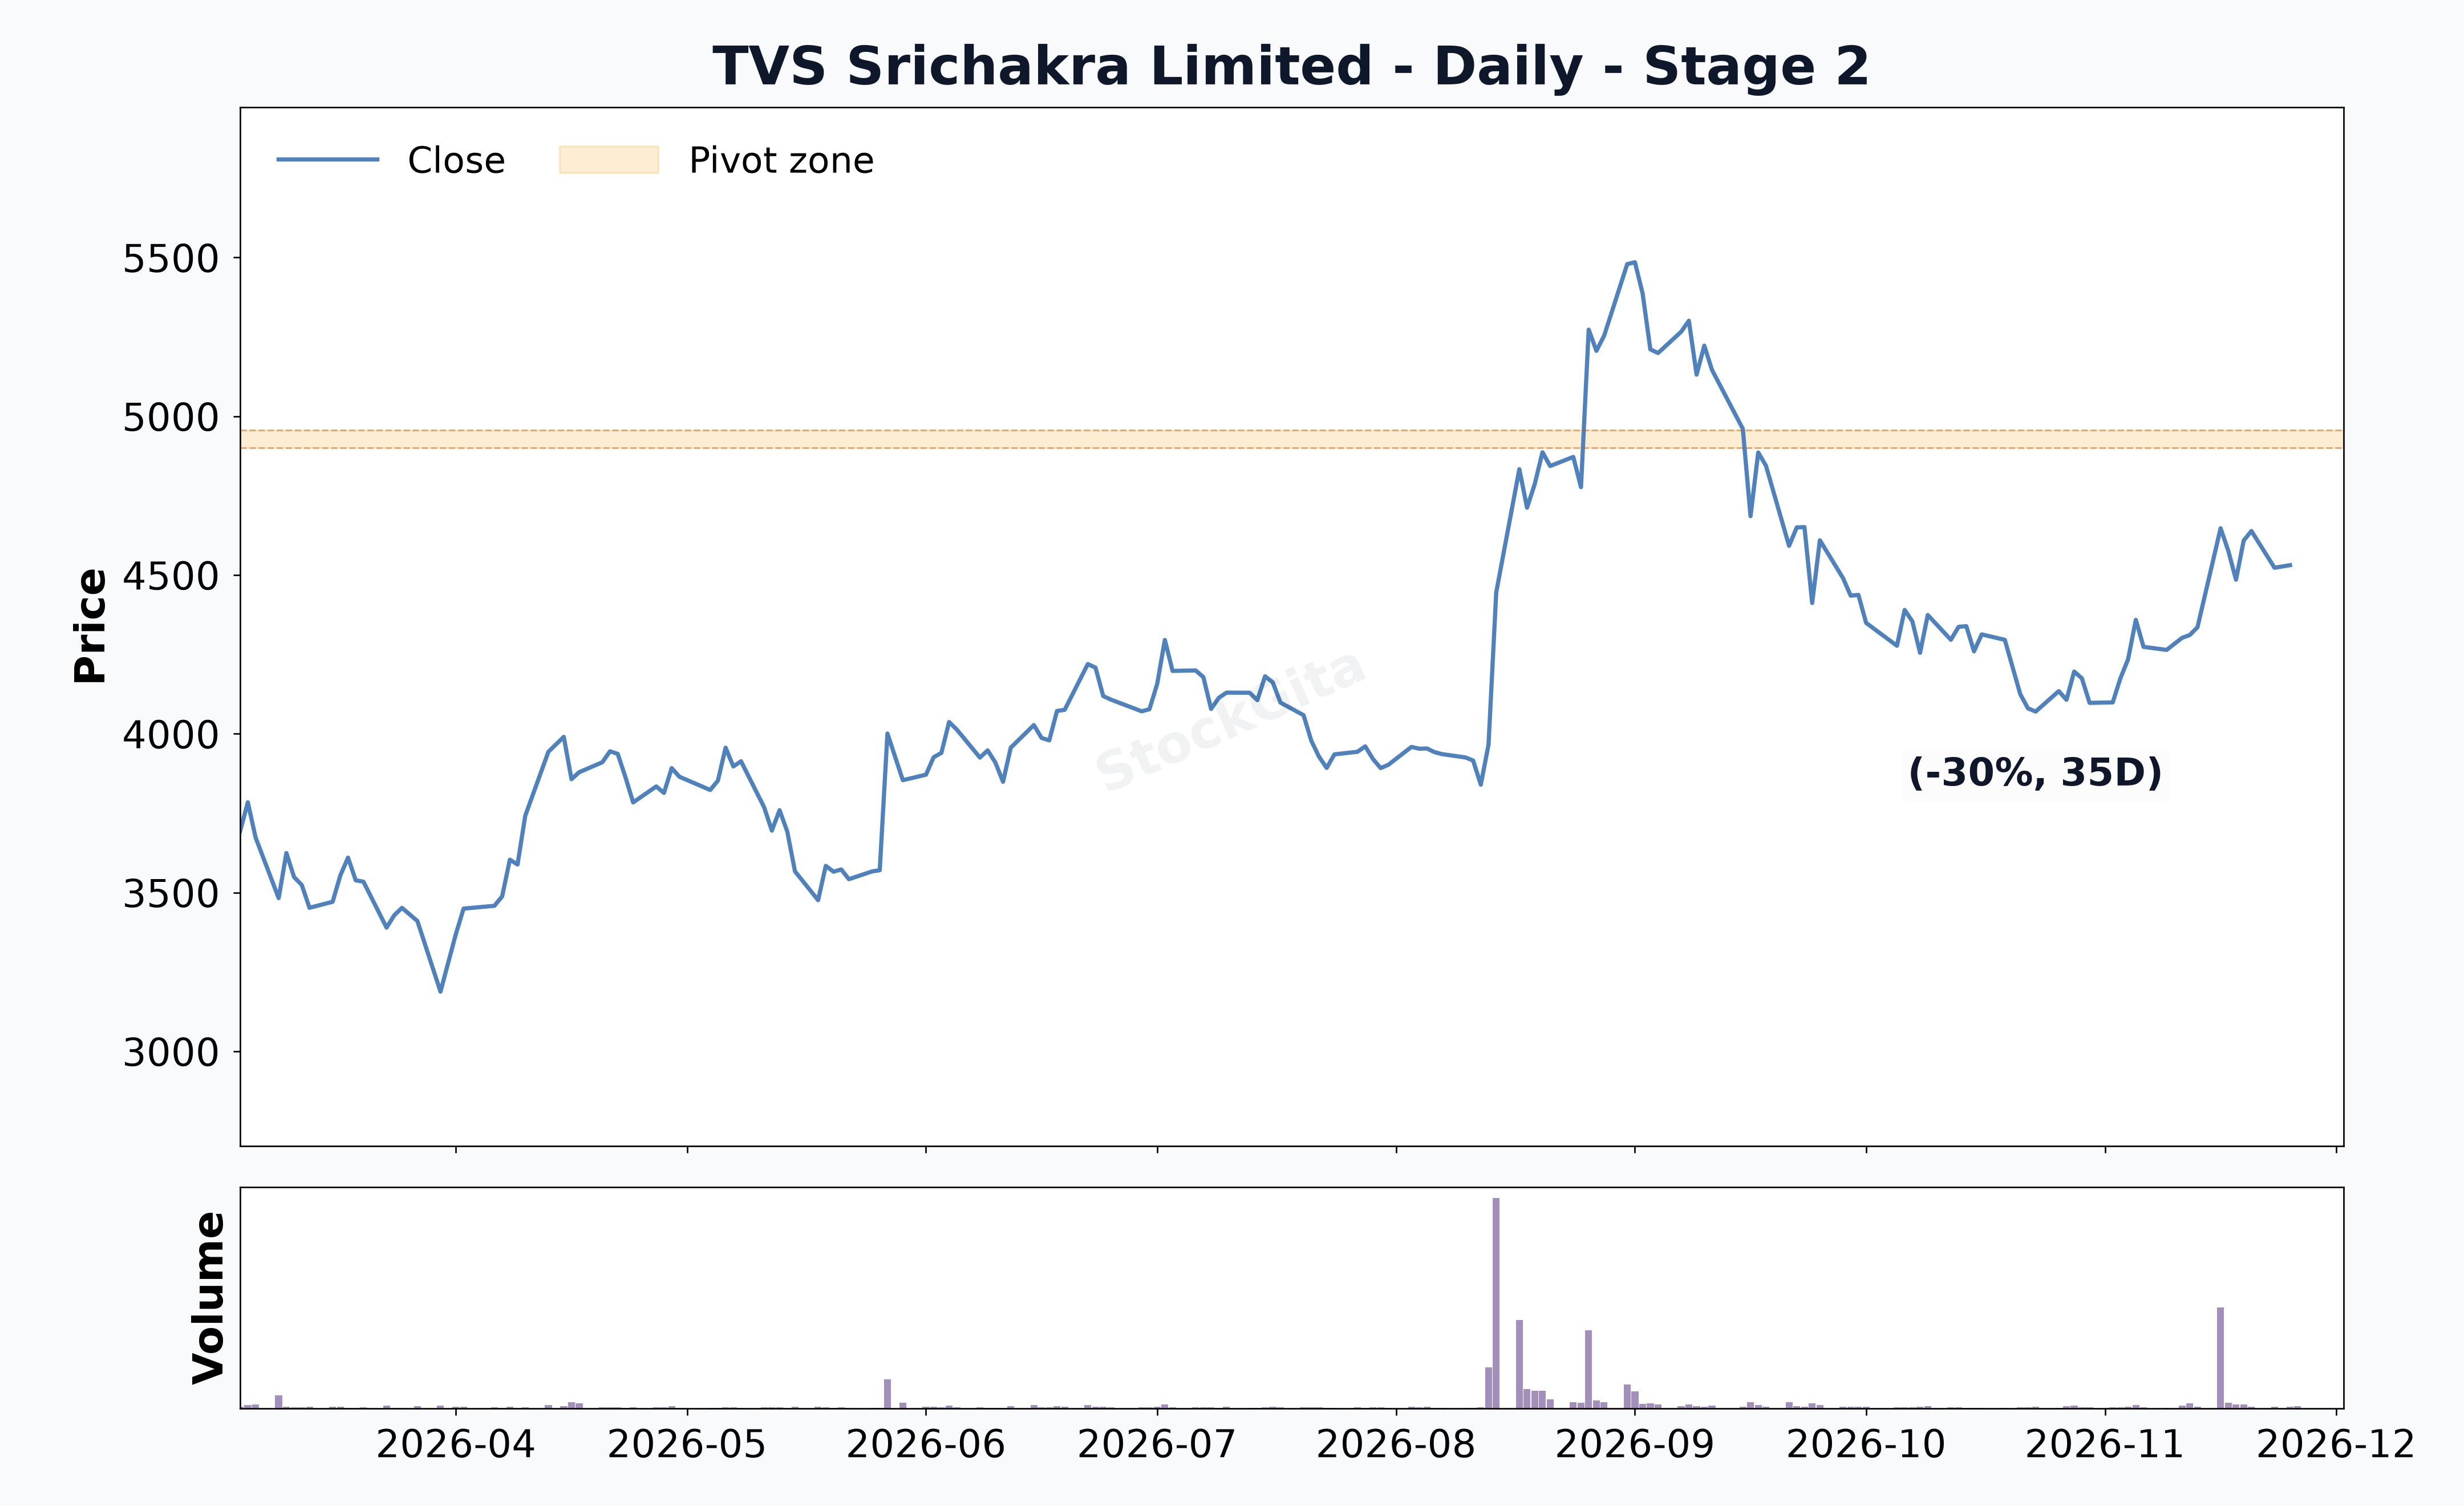 TVS Srichakra Limited - Daily - Stage 2
Close
Pivot zone
5500
5000
4500
4000
3500
3000
Price
StockGita
(-30%, 35D)
Volume
2026-04
2026-05
2026-06
2026-07
2026-08
2026-09
2026-10
2026-11
2026-12